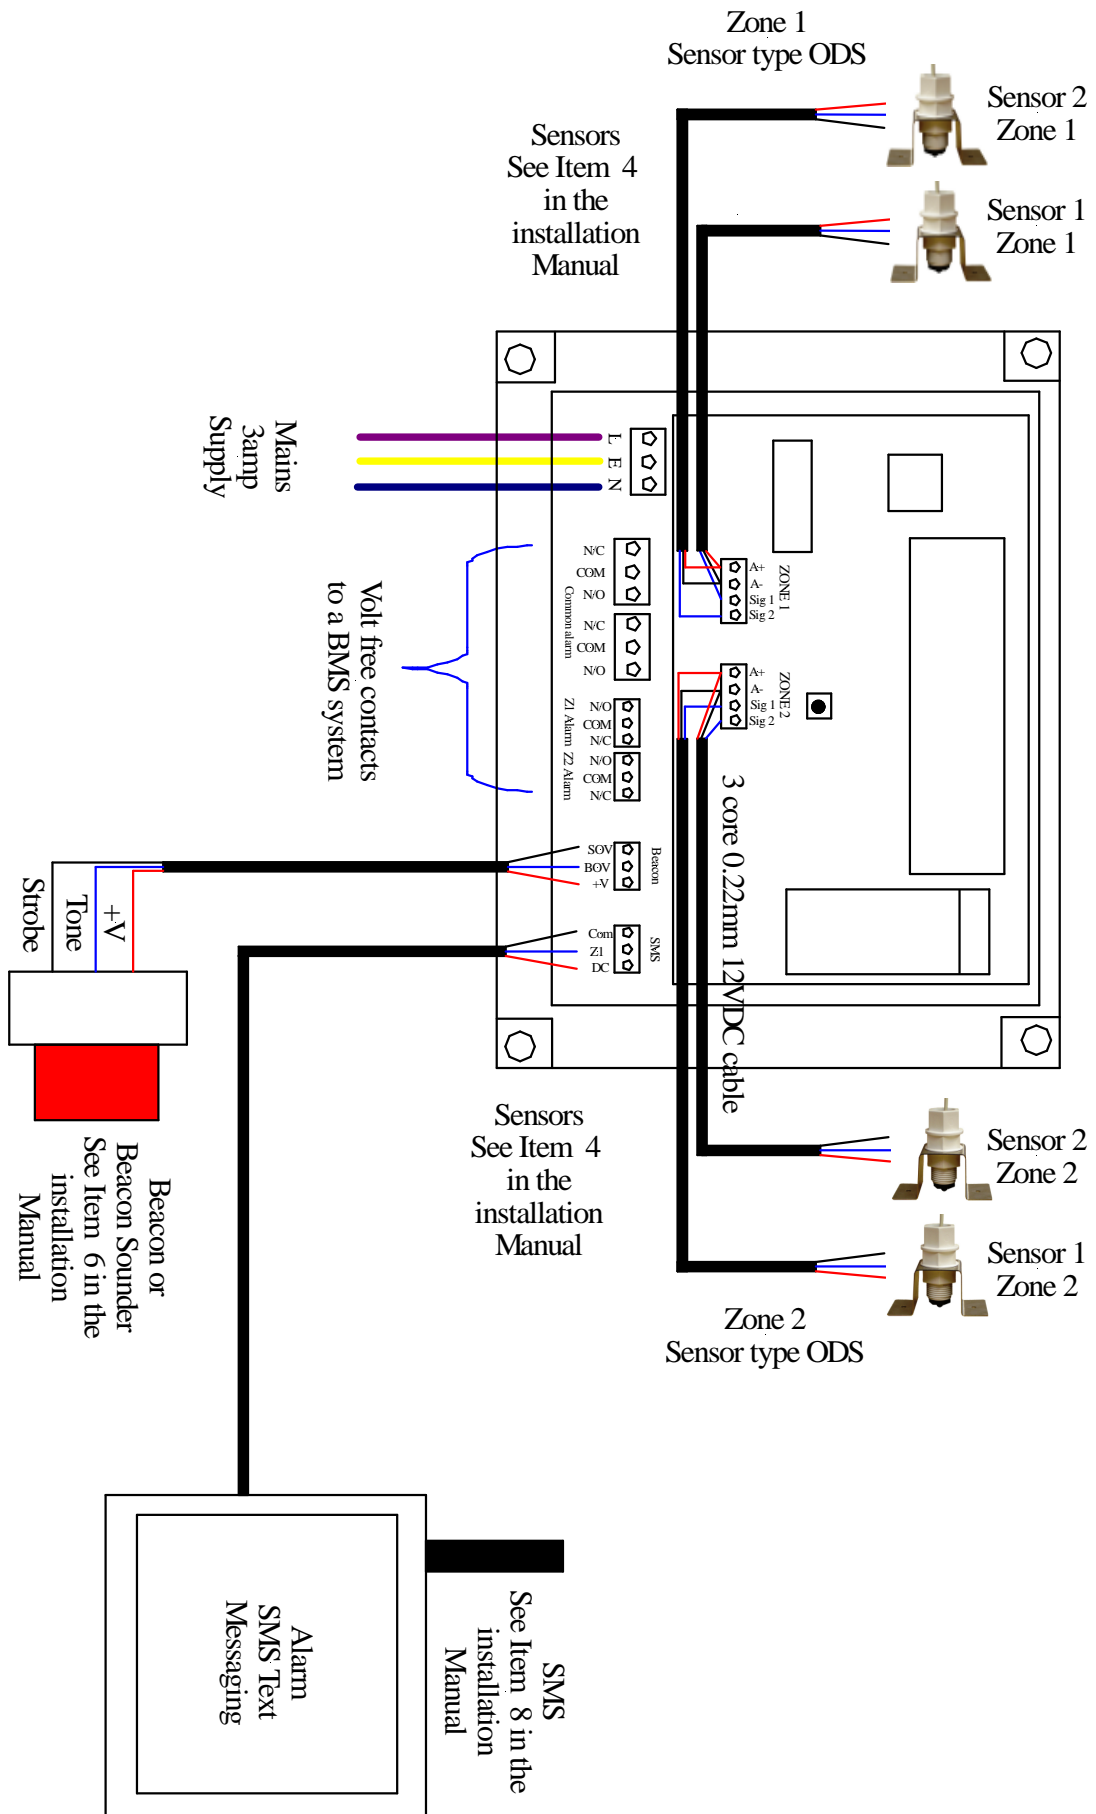 Zone 1
Sensor type ODS
Sensor 2
Zone 1
Sensors
See Item 4
in the
installation
Manual
Sensor 1
Zone 1
Mains
3amp
Supply
L
E
N
N/C
COM
N/O
Common alarm
N/C
COM
N/O
Z1 Alarm
N/O
COM
N/C
Z2 Alarm
N/O
COM
N/C
Volt free contacts
to a BMS system
ZONE 1
A+
A-
Sig 1
Sig 2
ZONE 2
A+
A-
Sig 1
Sig 2
3 core 0.22mm 12VDC cable
Beacon
SOV
BOV
+V
SMS
Com
Z1
DC
+V
Tone
Strobe
Beacon or
Beacon Sounder
See Item 6 in the
installation
Manual
Sensors
See Item 4
in the
installation
Manual
Sensor 2
Zone 2
Sensor 1
Zone 2
Zone 2
Sensor type ODS
SMS
See Item 8 in the
installation
Manual
Alarm
SMS Text
Messaging